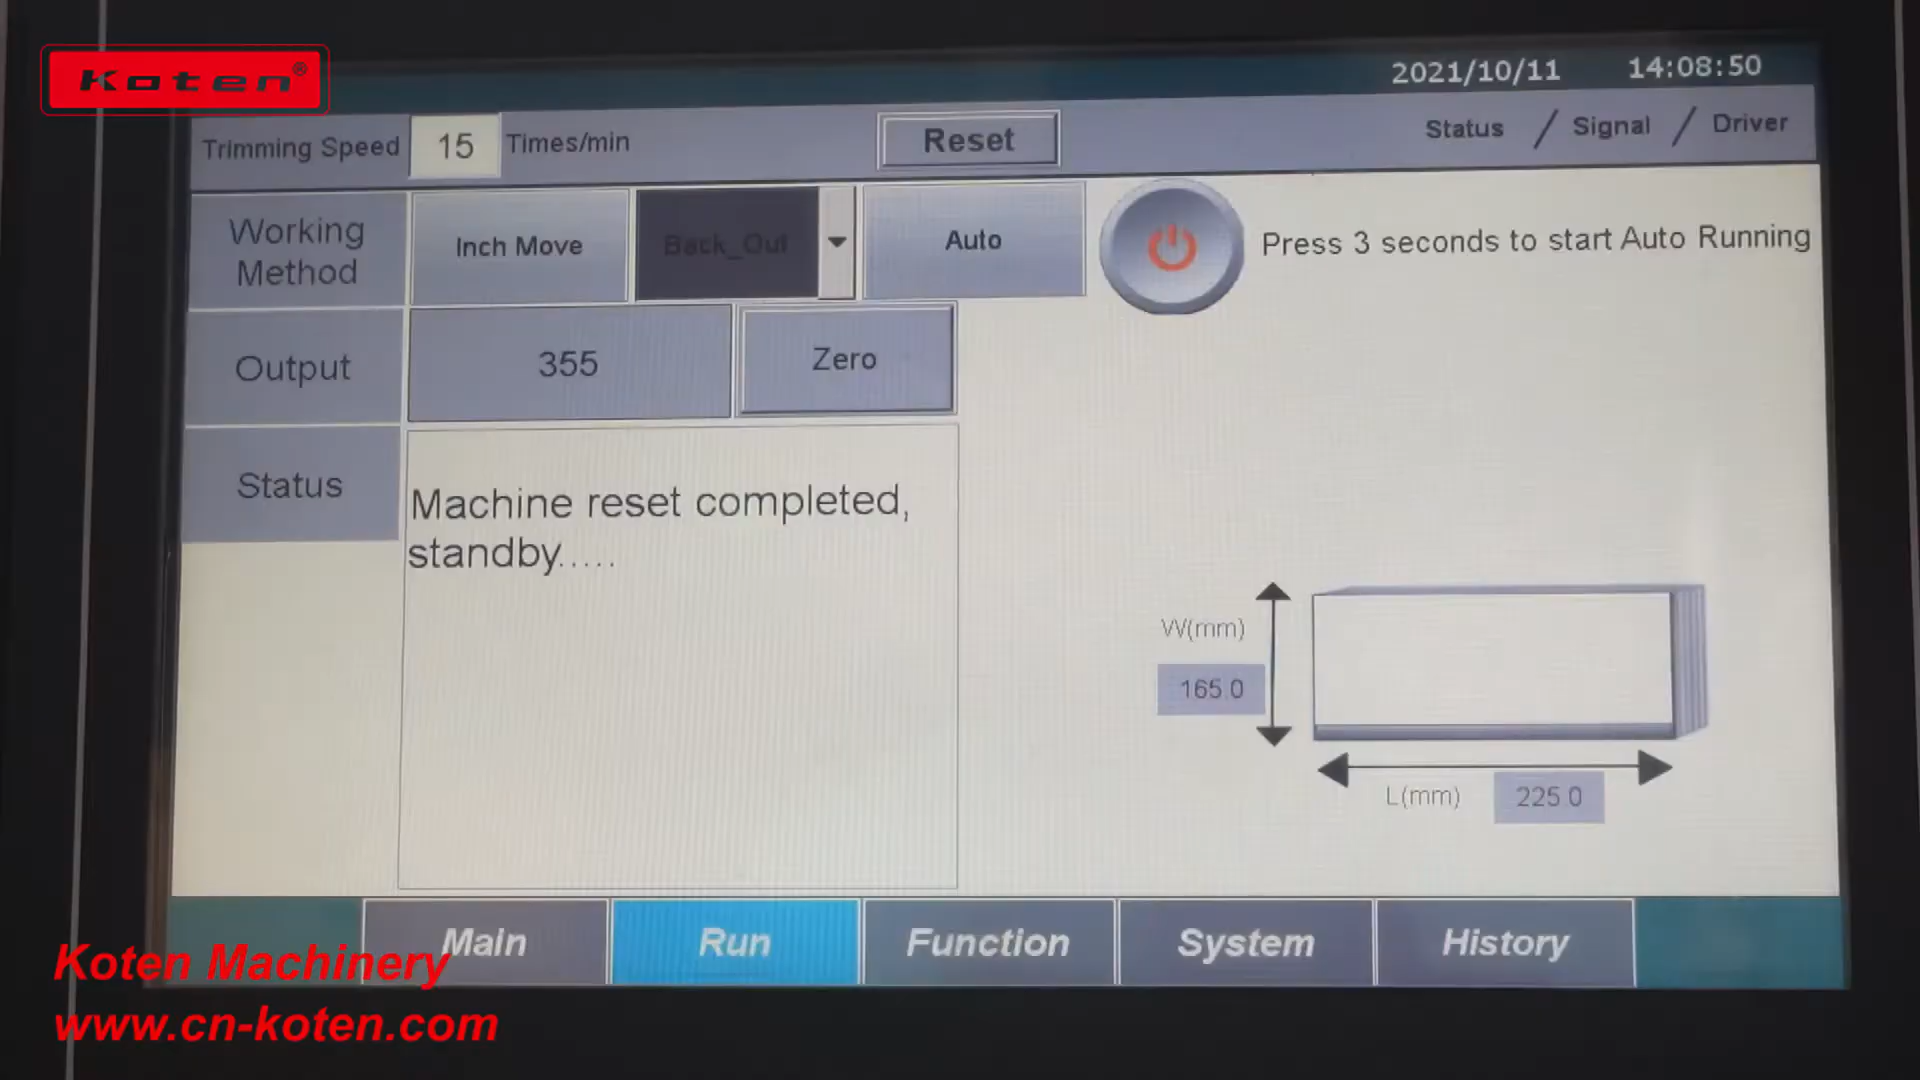 Koten®
2021/10/11 14:08:50
Trimming Speed 15 Times/min Reset Status / Signal / Driver
Working Method
Inch Move Back_Out Auto
Press 3 seconds to start Auto Running
Output 355 Zero
Status
Machine reset completed,
standby.....
W(mm)
165.0
L(mm) 225.0
Main Run Function System History
Koten Machinery
www.cn-koten.com